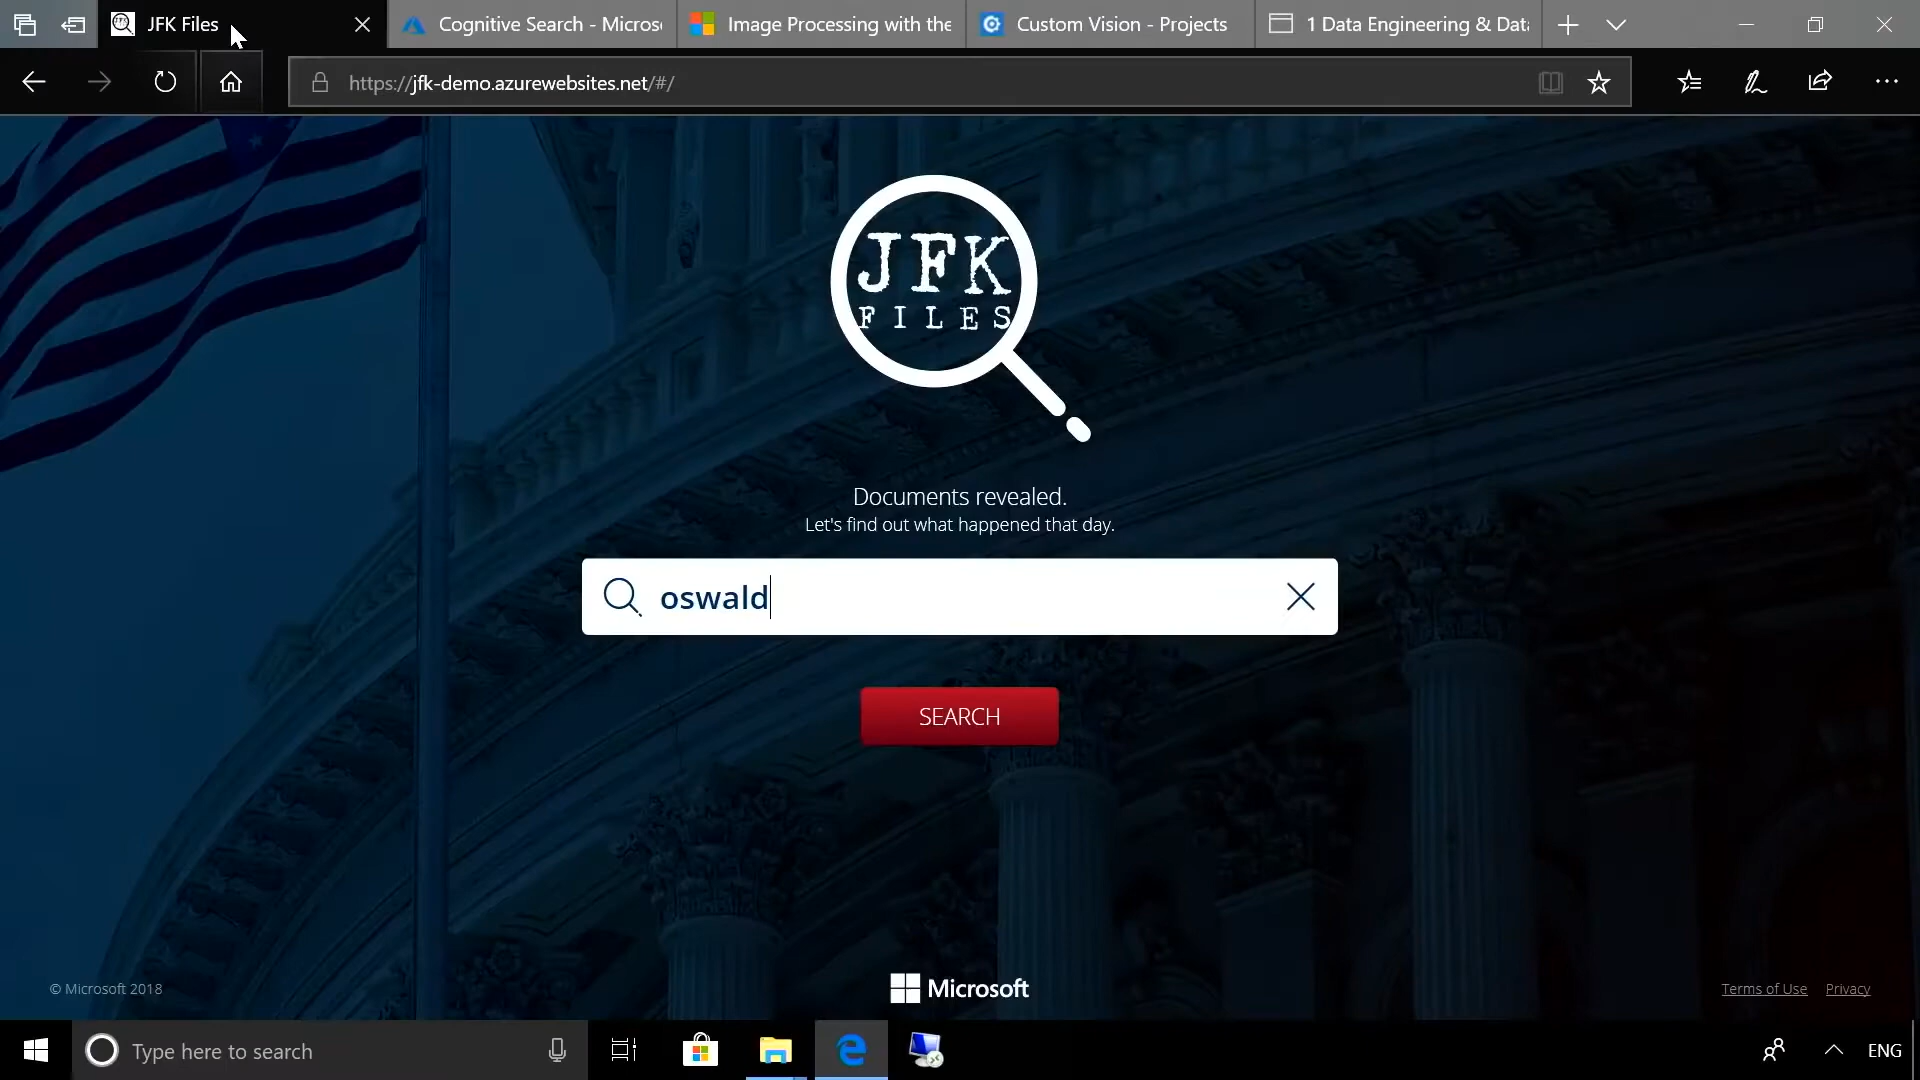 JFK Files
Cognitive Search - Micros
Image Processing with the
Custom Vision - Projects
1 Data Engineering & Dat
https://jfk-demo.azurewebsites.net/#/
JFK
FILES
Documents revealed.
Let's find out what happened that day.
oswald
SEARCH
© Microsoft 2018
Microsoft
Terms of Use
Privacy
Type here to search
ENG